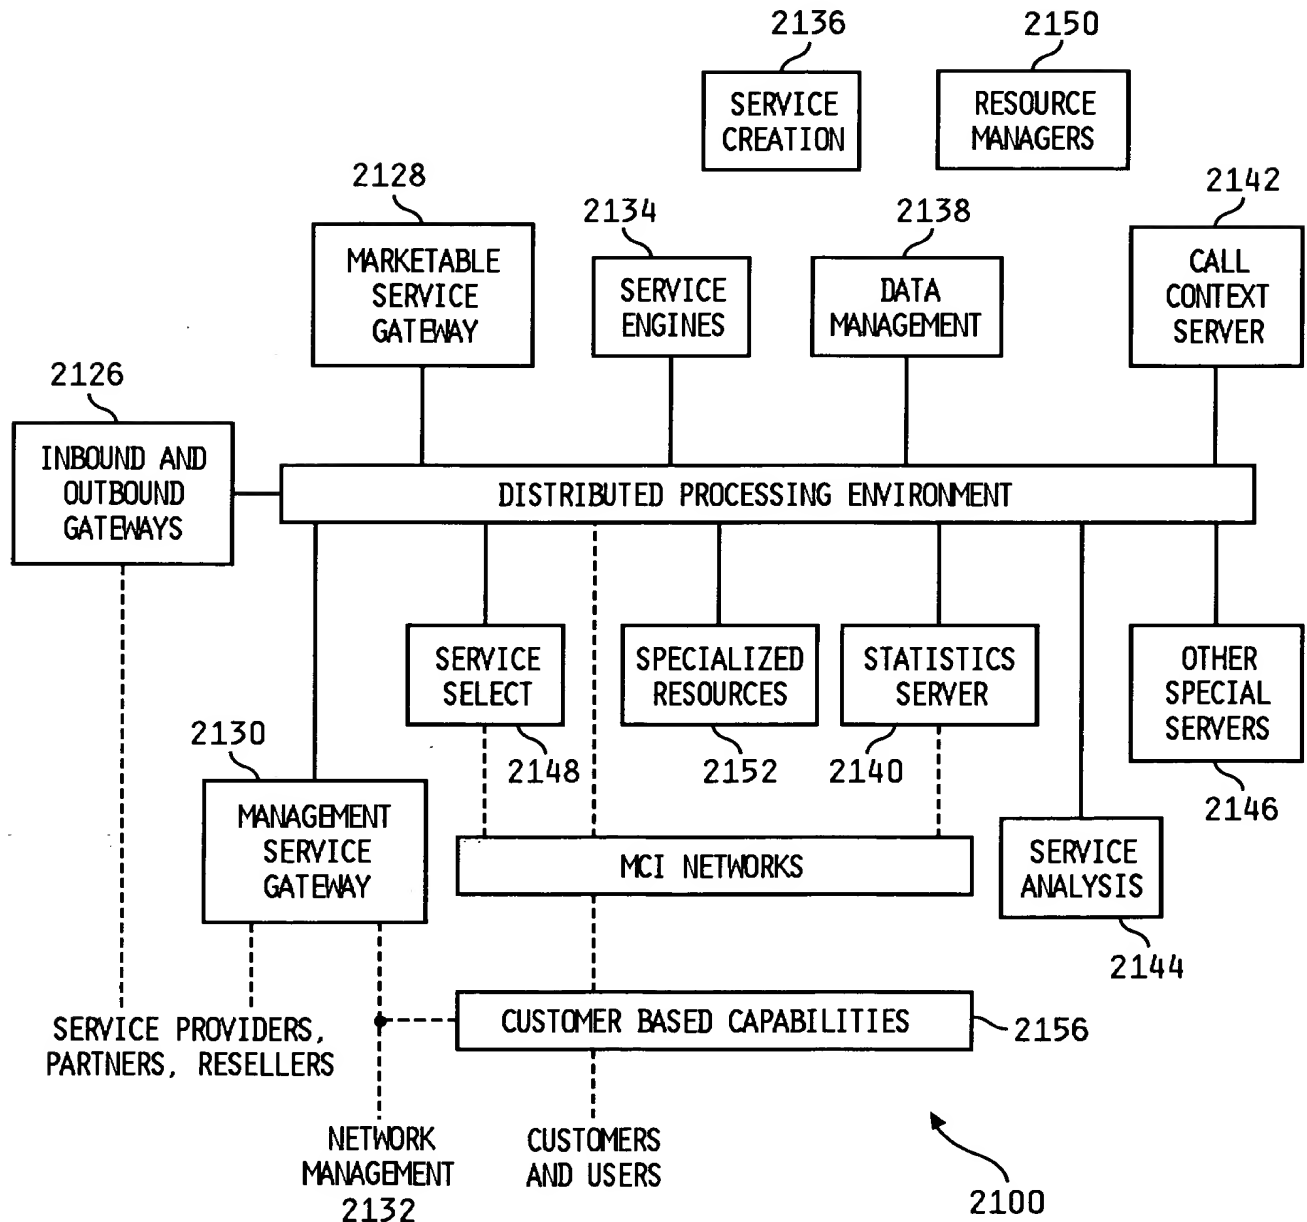 2136
SERVICE
CREATION
2150
RESOURCE
MANAGERS
2128
MARKETABLE
SERVICE
GATEWAY
2134
SERVICE
ENGINES
2138
DATA
MANAGEMENT
2142
CALL
CONTEXT
SERVER
2126
INBOUND AND
OUTBOUND
GATEWAYS
DISTRIBUTED PROCESSING ENVIRONMENT
SERVICE
SELECT
2148
SPECIALIZED
RESOURCES
2152
STATISTICS
SERVER
2140
OTHER
SPECIAL
SERVERS
2146
2130
MANAGEMENT
SERVICE
GATEWAY
MCI NETWORKS
SERVICE
ANALYSIS
2144
SERVICE PROVIDERS,
PARTNERS, RESELLERS
CUSTOMER BASED CAPABILITIES
2156
NETWORK
MANAGEMENT
2132
CUSTOMERS
AND USERS
2100